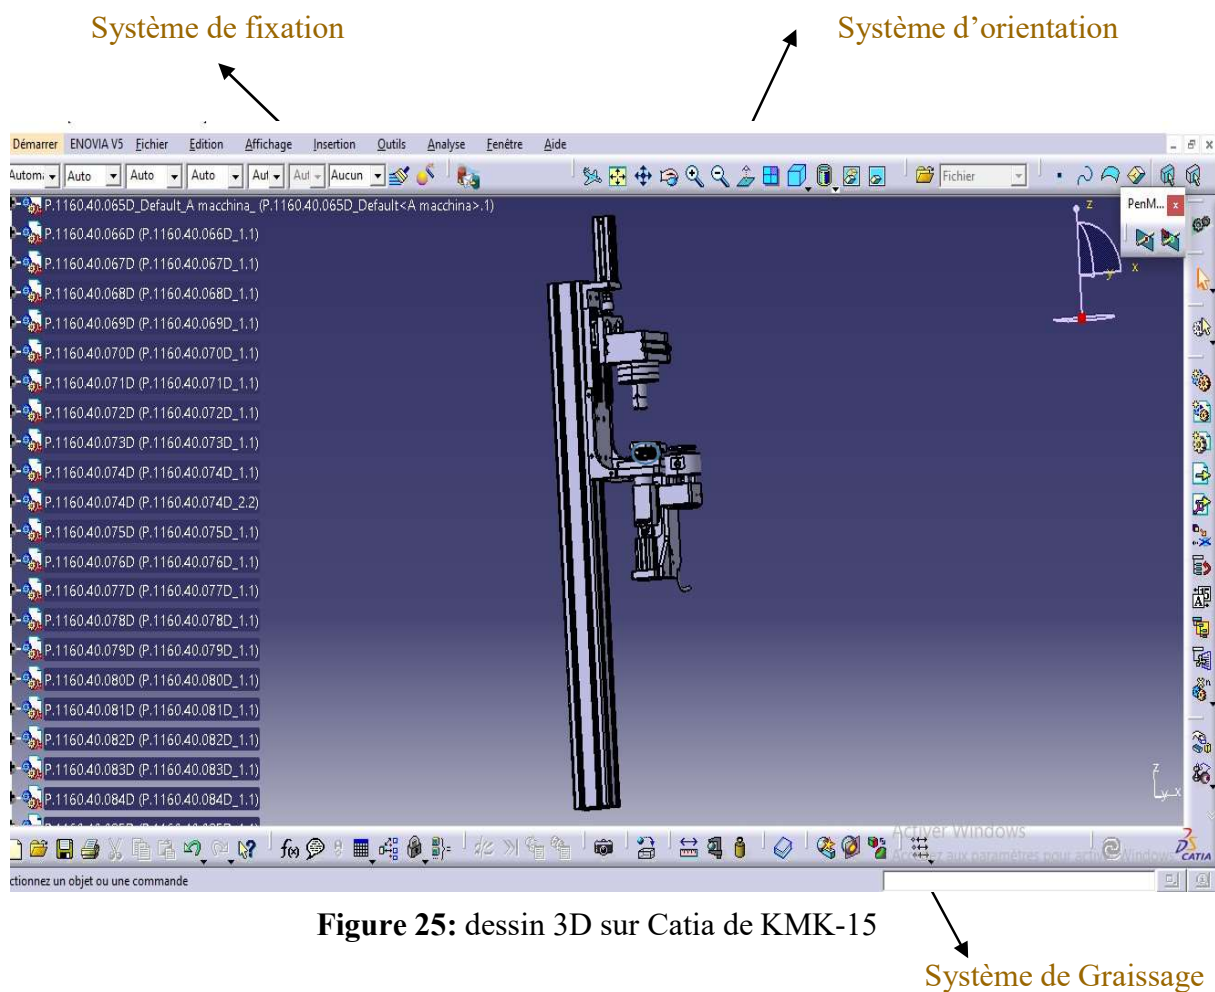 Système de fixation
Système d’orientation
Démarrer ENOVIA V5 Fichier Edition Affichage Insertion Outils Analyse Fenêtre Aide
Auto Auto Auto Aut Aut Aucun Fichier
P.1160.40.065D_Default_A macchina_ (P.1160.40.065D_Default<A macchina>.1)
z
PenM...
P.1160.40.066D (P.1160.40.066D_1.1)
x
y
P.1160.40.067D (P.1160.40.067D_1.1)
P.1160.40.068D (P.1160.40.068D_1.1)
P.1160.40.069D (P.1160.40.069D_1.1)
P.1160.40.070D (P.1160.40.070D_1.1)
P.1160.40.071D (P.1160.40.071D_1.1)
P.1160.40.072D (P.1160.40.072D_1.1)
P.1160.40.073D (P.1160.40.073D_1.1)
P.1160.40.074D (P.1160.40.074D_1.1)
P.1160.40.074D (P.1160.40.074D_2.2)
P.1160.40.075D (P.1160.40.075D_1.1)
P.1160.40.076D (P.1160.40.076D_1.1)
P.1160.40.077D (P.1160.40.077D_1.1)
P.1160.40.078D (P.1160.40.078D_1.1)
P.1160.40.079D (P.1160.40.079D_1.1)
P.1160.40.080D (P.1160.40.080D_1.1)
P.1160.40.081D (P.1160.40.081D_1.1)
P.1160.40.082D (P.1160.40.082D_1.1)
P.1160.40.083D (P.1160.40.083D_1.1)
P.1160.40.084D (P.1160.40.084D_1.1)
z
y x
Activer Windows
aux paramètres pour activer Windows
CATIA
ctionnez un objet ou une commande
Figure 25: dessin 3D sur Catia de KMK-15
Système de Graissage